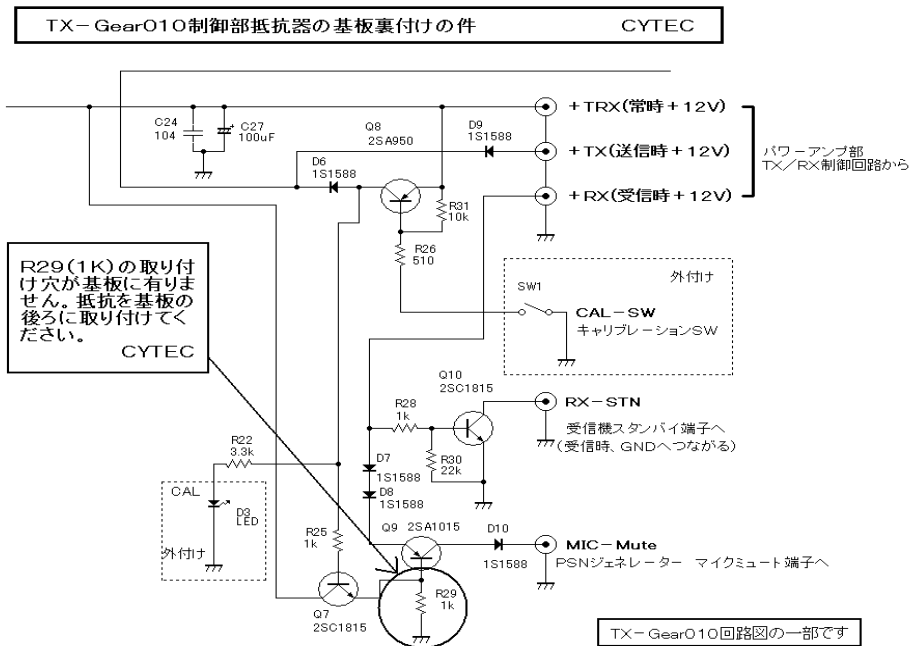 TX－Gear010制御部抵抗器の基板裏付けの件　CYTEC
C24
104
C27
100uF
Q8
2SA950
D9
1S1588
D6
1S1588
R31
10k
R26
510
＋TRX(常時＋12V)
＋TX(送信時＋12V)
＋RX(受信時＋12V)
パワーアンプ部
TX／RX制御回路から
R29(1K)の取り付
け穴が基板に有りま
せん。抵抗を基板の
後ろに取り付けてく
ださい。
CYTEC
外付け
SW1
CAL－SW
キャリブレーションSW
Q10
2SC1815
R28
1k
R30
22k
RX－STN
受信機スタンバイ端子へ
(受信時、GNDへつながる)
D7
1S1588
D8
1S1588
R22
3.3k
CAL
D3
LED
外付け
R25
1k
Q9
2SA1015
D10
1S1588
MIC－Mute
PSNジェネレーター　マイクミュート端子へ
R29
1k
Q7
2SC1815
TX－Gear010回路図の一部です